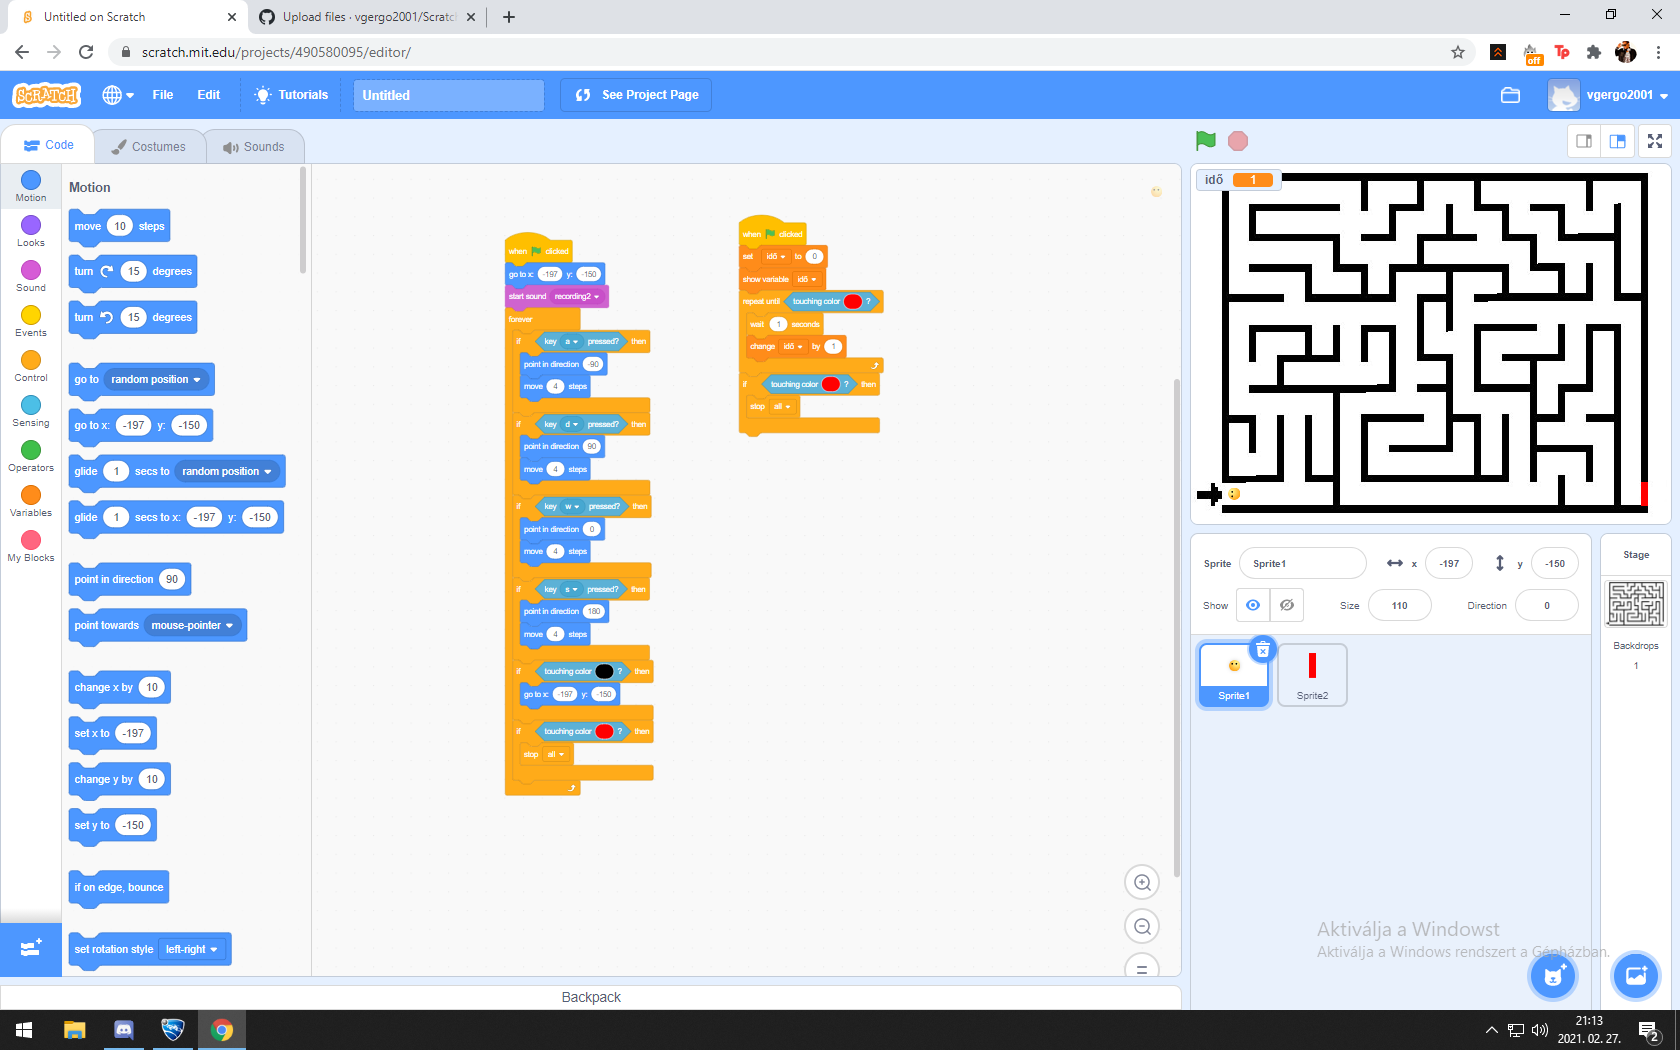 Untitled on Scratch
Upload files · vgergo2001/Scratch
scratch.mit.edu/projects/490580095/editor/
off
Tp
SCRATCH
File
Edit
Tutorials
Untitled
See Project Page
vgergo2001
Code
Costumes
Sounds
Motion
Looks
Sound
Events
Control
Sensing
Operators
Variables
My Blocks
Motion
move 10 steps
turn 15 degrees
turn 15 degrees
go to random position
go to x: -197 y: -150
glide 1 secs to random position
glide 1 secs to x: -197 y: -150
point in direction 90
point towards mouse-pointer
change x by 10
set x to -197
change y by 10
set y to -150
if on edge, bounce
set rotation style left-right
when clicked
go to x: -197 y: -150
start sound recording2
forever
if key a pressed? then
point in direction -90
move 4 steps
if key d pressed? then
point in direction 90
move 4 steps
if key w pressed? then
point in direction 0
move 4 steps
if key s pressed? then
point in direction 180
move 4 steps
if touching color ? then
go to x: -197 y: -150
if touching color ? then
stop all
when clicked
set idő to 0
show variable idő
repeat until touching color ?
wait 1 seconds
change idő by 1
if touching color ? then
stop all
idő 1
Sprite Sprite1 x -197 y -150
Show Size 110 Direction 0
Sprite1
Sprite2
Stage
Backdrops
1
Aktiválja a Windowst
Aktiválja a Windows rendszert a Gépházban.
Backpack
21:13
2021. 02. 27.
2